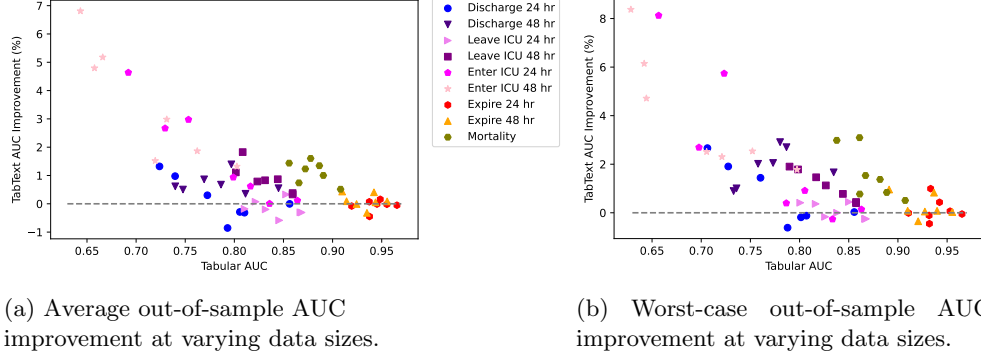 TabText AUC Improvement (%)
7
6
5
4
3
2
1
0
−1
0.65 0.70 0.75 0.80 0.85 0.90 0.95
Tabular AUC
Discharge 24 hr
Discharge 48 hr
Leave ICU 24 hr
Leave ICU 48 hr
Enter ICU 24 hr
Enter ICU 48 hr
Expire 24 hr
Expire 48 hr
Mortality
TabText AUC Improvement (%)
8
6
4
2
0
0.65 0.70 0.75 0.80 0.85 0.90 0.95
Tabular AUC
(a) Average out-of-sample AUC
improvement at varying data sizes.
(b) Worst-case out-of-sample AUC
improvement at varying data sizes.